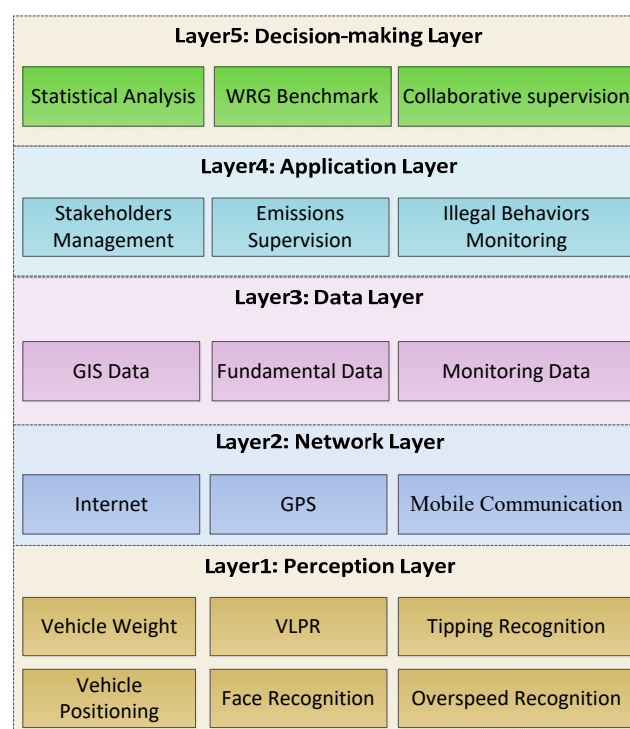 Layer5: Decision-making Layer
Statistical Analysis
WRG Benchmark
Collaborative supervision
Layer4: Application Layer
Stakeholders
Management
Emissions
Supervision
Illegal Behaviors
Monitoring
Layer3: Data Layer
GIS Data
Fundamental Data
Monitoring Data
Layer2: Network Layer
Internet
GPS
Mobile Communication
Layer1: Perception Layer
Vehicle Weight
VLPR
Tipping Recognition
Vehicle
Positioning
Face Recognition
Overspeed Recognition